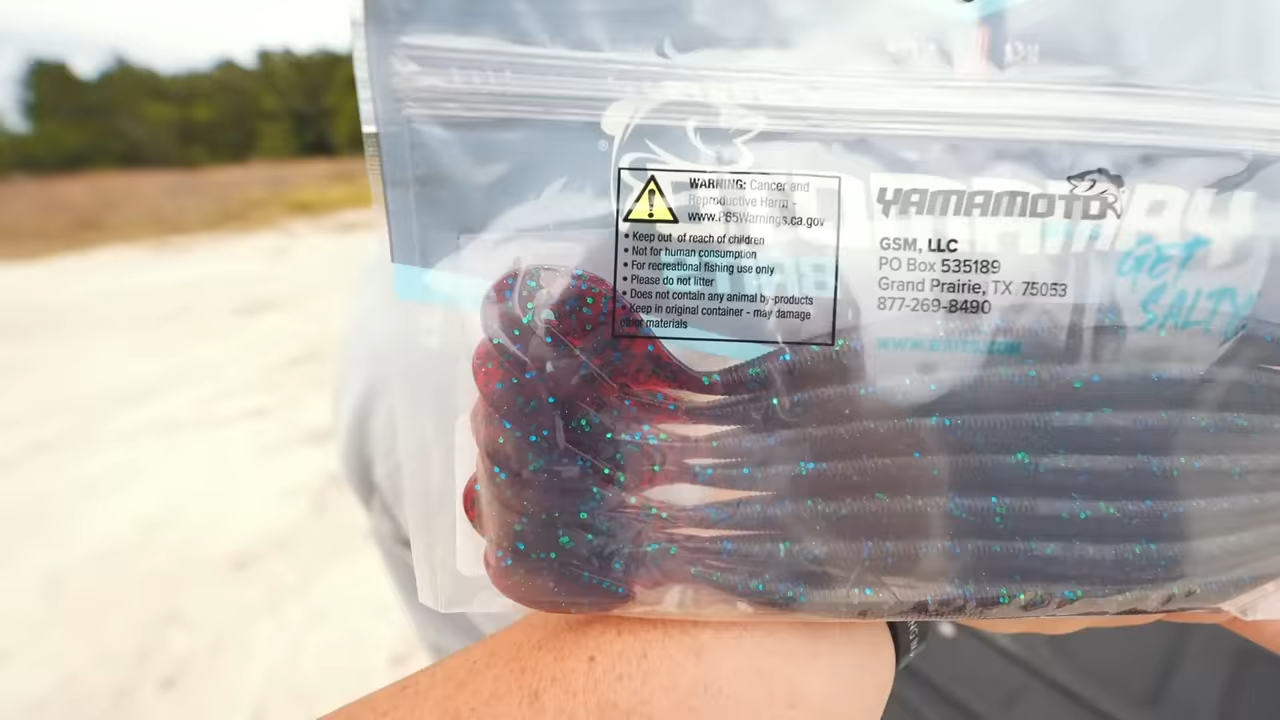 WARNING: Cancer and
Reproductive Harm -
www.P65Warnings.ca.gov
• Keep out of reach of children
• Not for human consumption
• For recreational fishing use only
• Please do not litter
• Does not contain any animal by-products
• Keep in original container - may damage
other materials
®
YAMAMOTO
GSM, LLC
PO Box 535189
Grand Prairie, TX 75053
877-269-8490
GET
SALTY